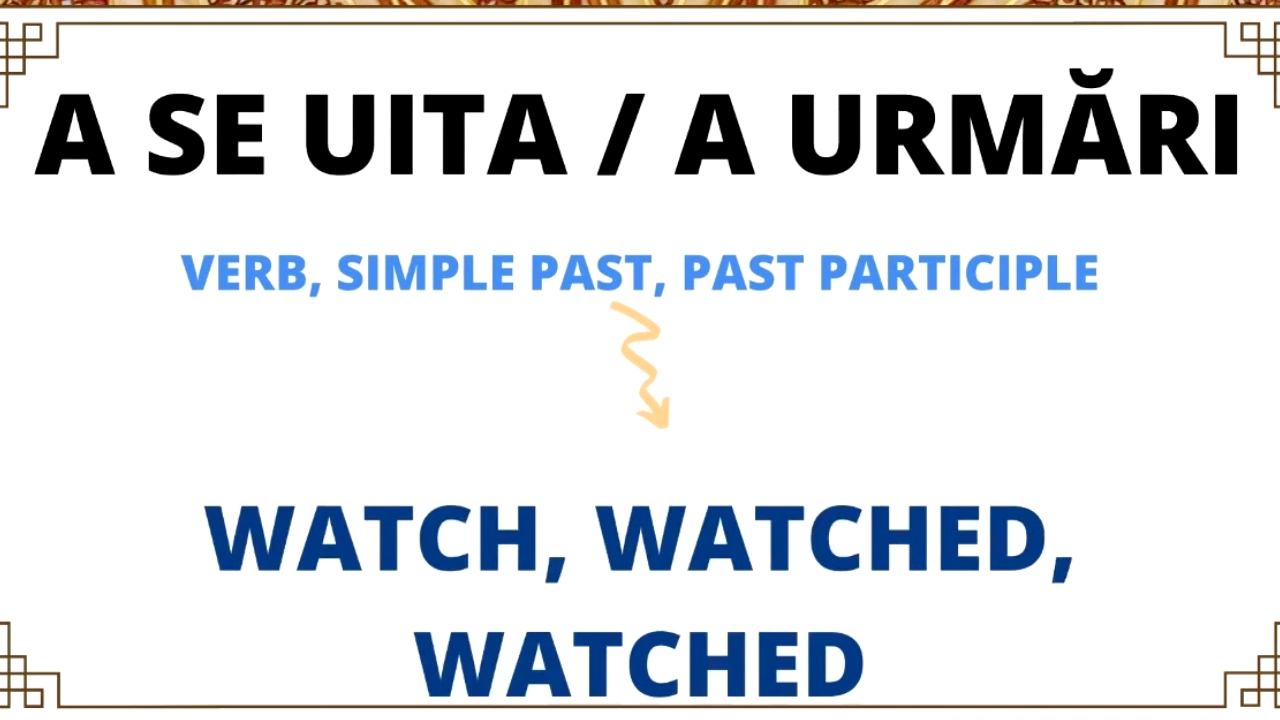 A SE UITA / A URMĂRI
VERB, SIMPLE PAST, PAST PARTICIPLE
WATCH, WATCHED,
WATCHED